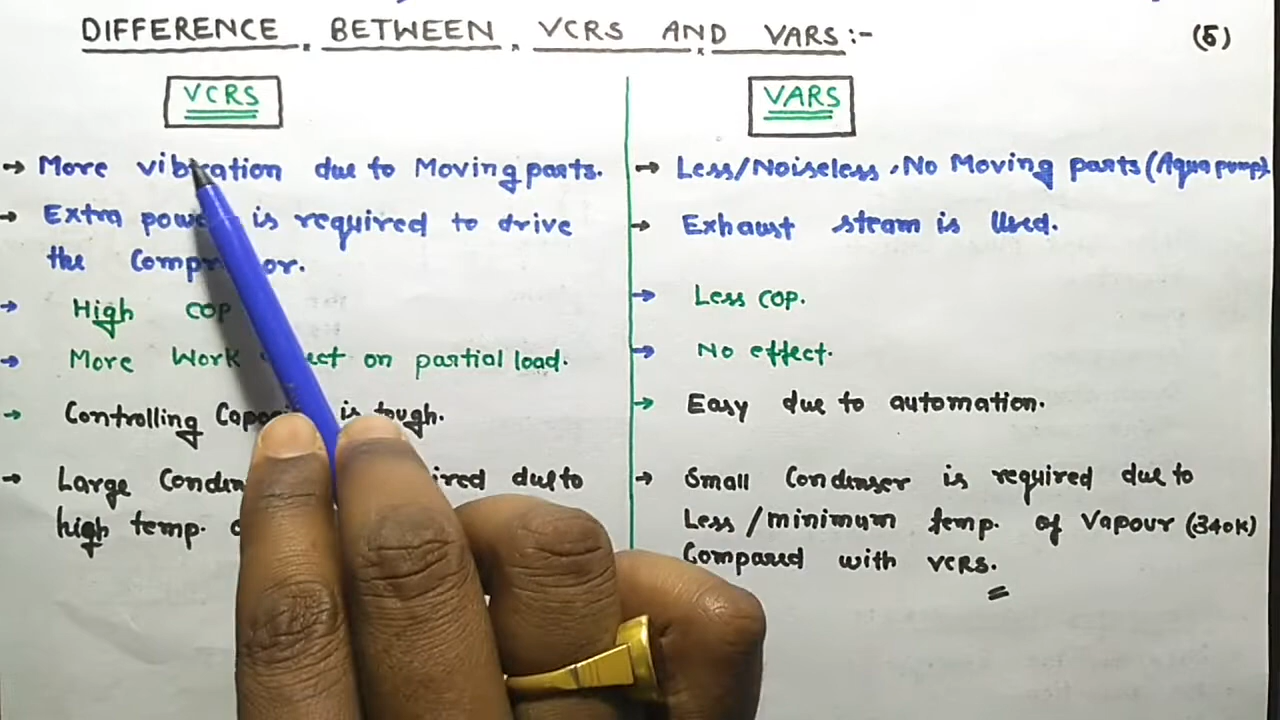 DIFFERENCE BETWEEN VCRS AND VARS:-
(5)
VCRS
→ More vibration due to Moving parts.
→ Extra power is required to drive
the Compressor.
→ High COP
→ More Work on partial load.
→ Controlling is tough.
→ Large due to
high temp.
VARS
→ Less/Noiseless, No Moving parts (Aqua pump).
→ Exhaust steam is Used.
→ Less COP.
→ No effect.
→ Easy due to automation.
→ Small Condenser is required due to
Less/minimum temp. of Vapour (340K)
Compared with VCRS.